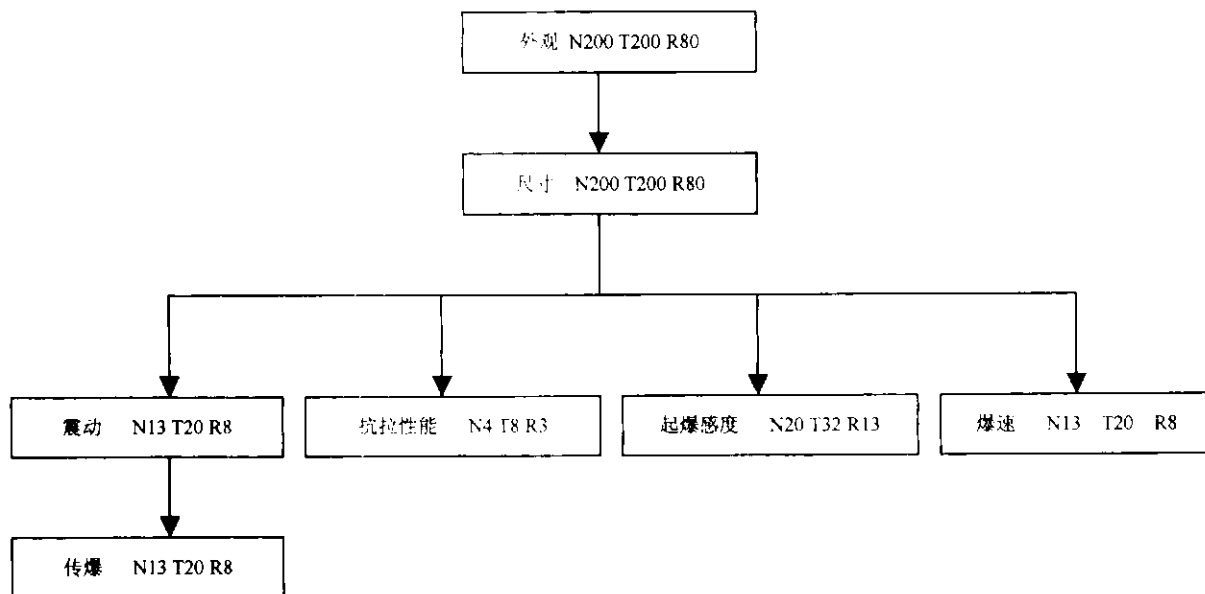 外观 N200 T200 R80
尺寸 N200 T200 R80
震动 N13 T20 R8
抗拉性能 N4 T8 R3
起爆感度 N20 T32 R13
爆速 N13 T20 R8
传爆 N13 T20 R8